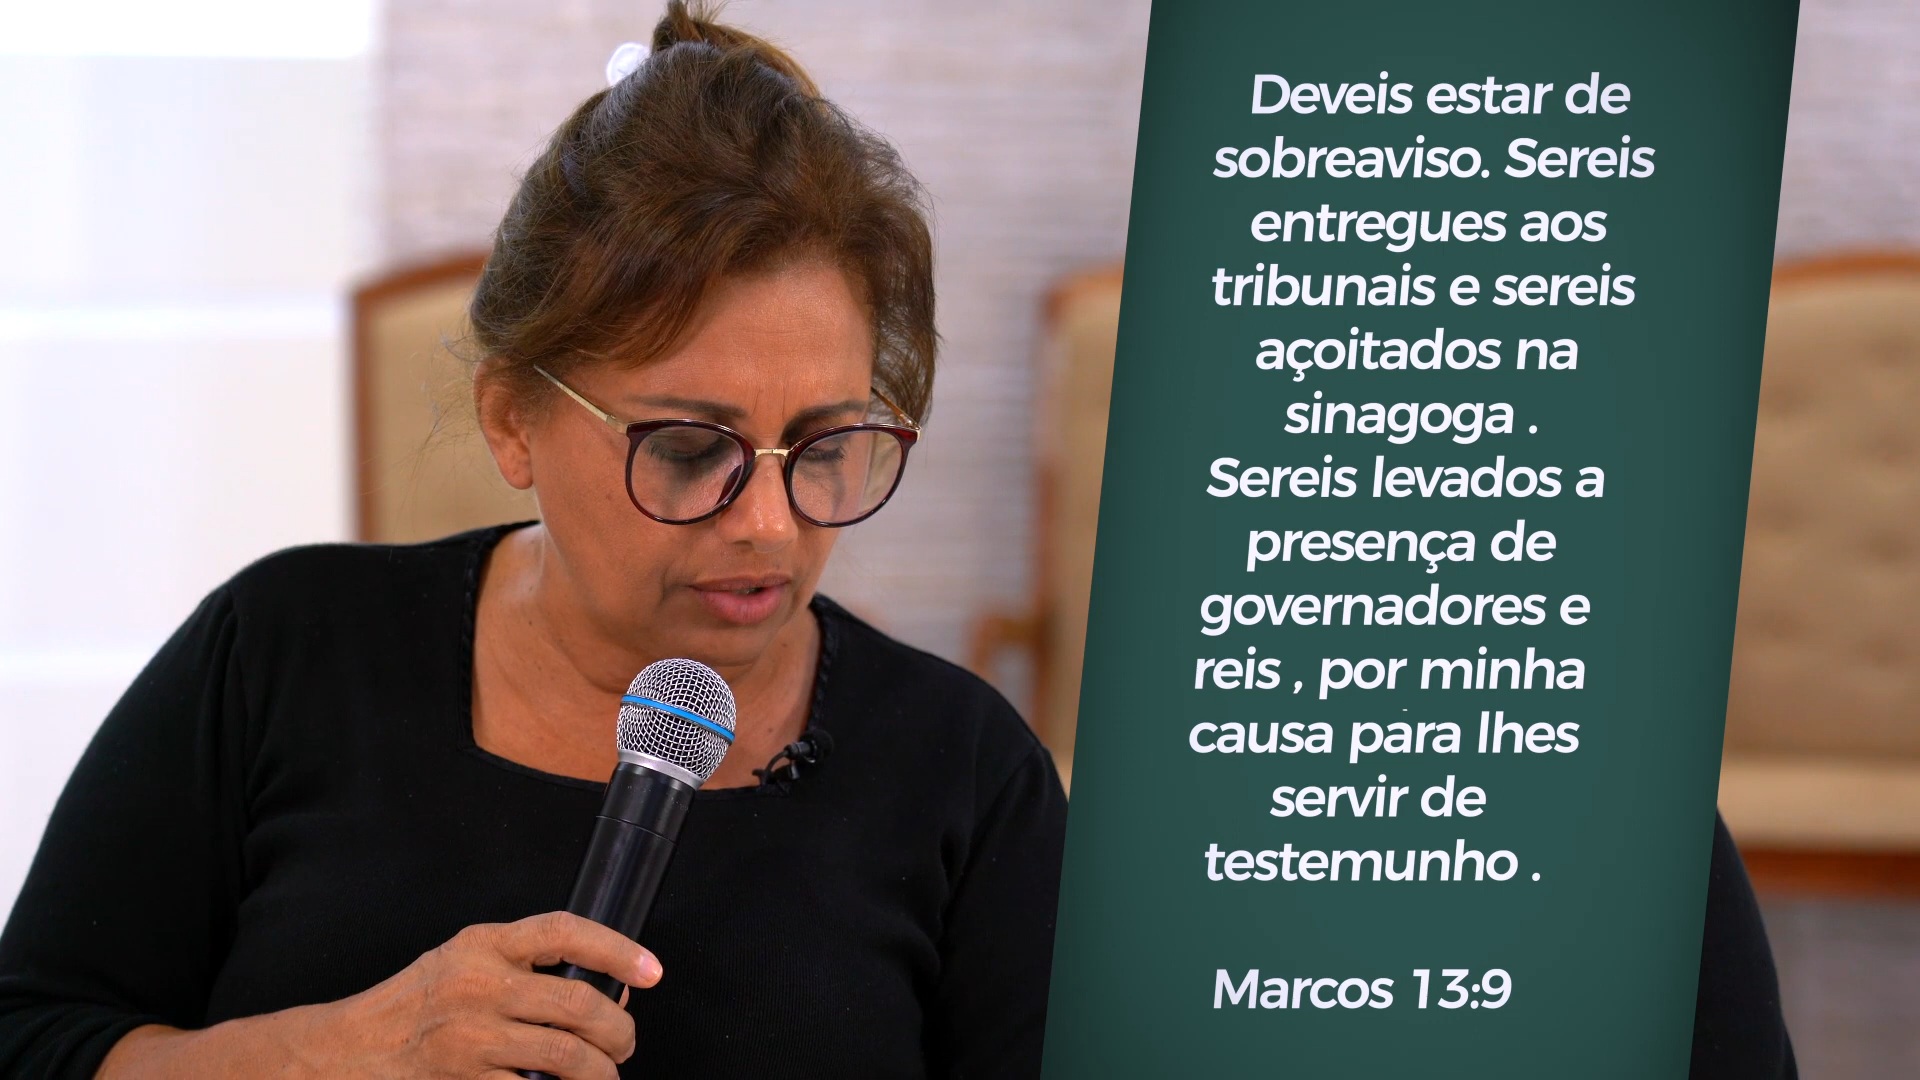 Deveis estar de
sobreaviso. Sereis
entregues aos
tribunais e sereis
açoitados na
sinagoga .
Sereis levados a
presença de
governadores e
reis , por minha
causa para lhes
servir de
testemunho .
Marcos 13:9